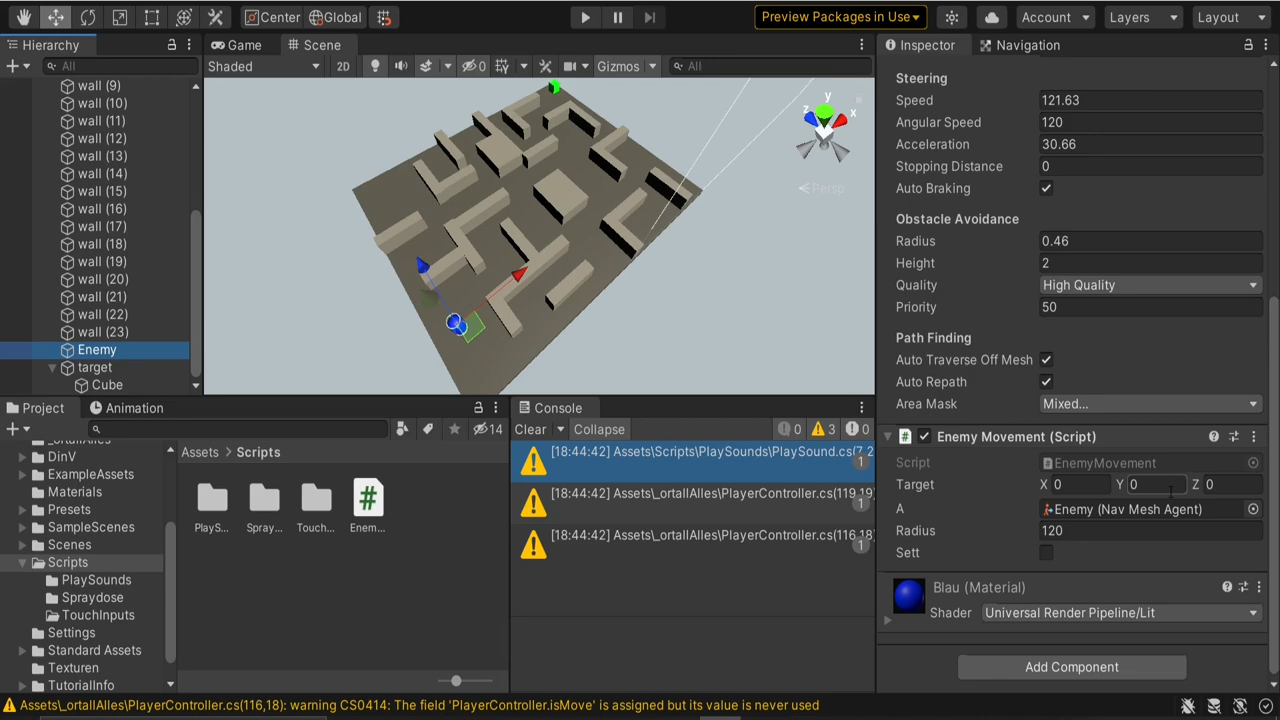 Center Global Preview Packages in Use Account Layers Layout
Hierarchy
All
wall (9)
wall (10)
wall (11)
wall (12)
wall (13)
wall (14)
wall (15)
wall (16)
wall (17)
wall (18)
wall (19)
wall (20)
wall (21)
wall (22)
wall (23)
Enemy
target
Cube
Game Scene
Shaded 2D 0 Gizmos All
y
z x
Persp
Inspector Navigation
Steering
Speed 121.63
Angular Speed 120
Acceleration 30.66
Stopping Distance 0
Auto Braking
Obstacle Avoidance
Radius 0.46
Height 2
Quality High Quality
Priority 50
Path Finding
Auto Traverse Off Mesh
Auto Repath
Area Mask Mixed...
Enemy Movement (Script)
Script EnemyMovement
Target X 0 Y 0 Z 0
A Enemy (Nav Mesh Agent)
Radius 120
Sett
Blau (Material)
Shader Universal Render Pipeline/Lit
Add Component
Project Animation
14
_ortallAlles
DinV
ExampleAssets
Materials
Presets
SampleScenes
Scenes
Scripts
PlaySounds
Spraydose
TouchInputs
Settings
Standard Assets
Texturen
TutorialInfo
Assets > Scripts
PlayS... Spray... Touch... Enem...
Console
Clear Collapse 0 3 0
[18:44:42] Assets\Scripts\PlaySounds\PlaySound.cs(7,2
1
[18:44:42] Assets\_ortallAlles\PlayerController.cs(119,19)
1
[18:44:42] Assets\_ortallAlles\PlayerController.cs(116,18)
1
Assets\_ortallAlles\PlayerController.cs(116,18): warning CS0414: The field 'PlayerController.isMove' is assigned but its value is never used